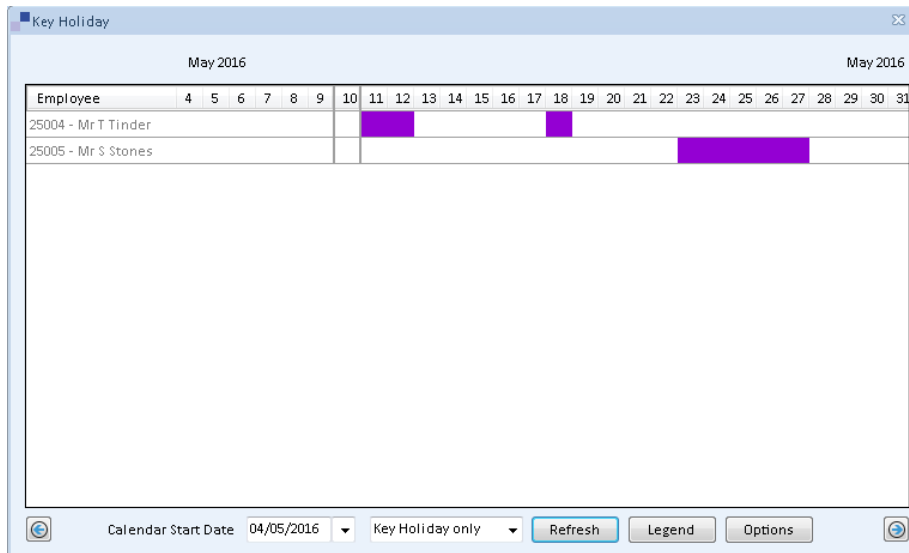 Key Holiday
May 2016 May 2016
Employee 4 5 6 7 8 9 10 11 12 13 14 15 16 17 18 19 20 21 22 23 24 25 26 27 28 29 30 31
25004 - Mr T Tinder
25005 - Mr S Stones
Calendar Start Date 04/05/2016 Key Holiday only Refresh Legend Options